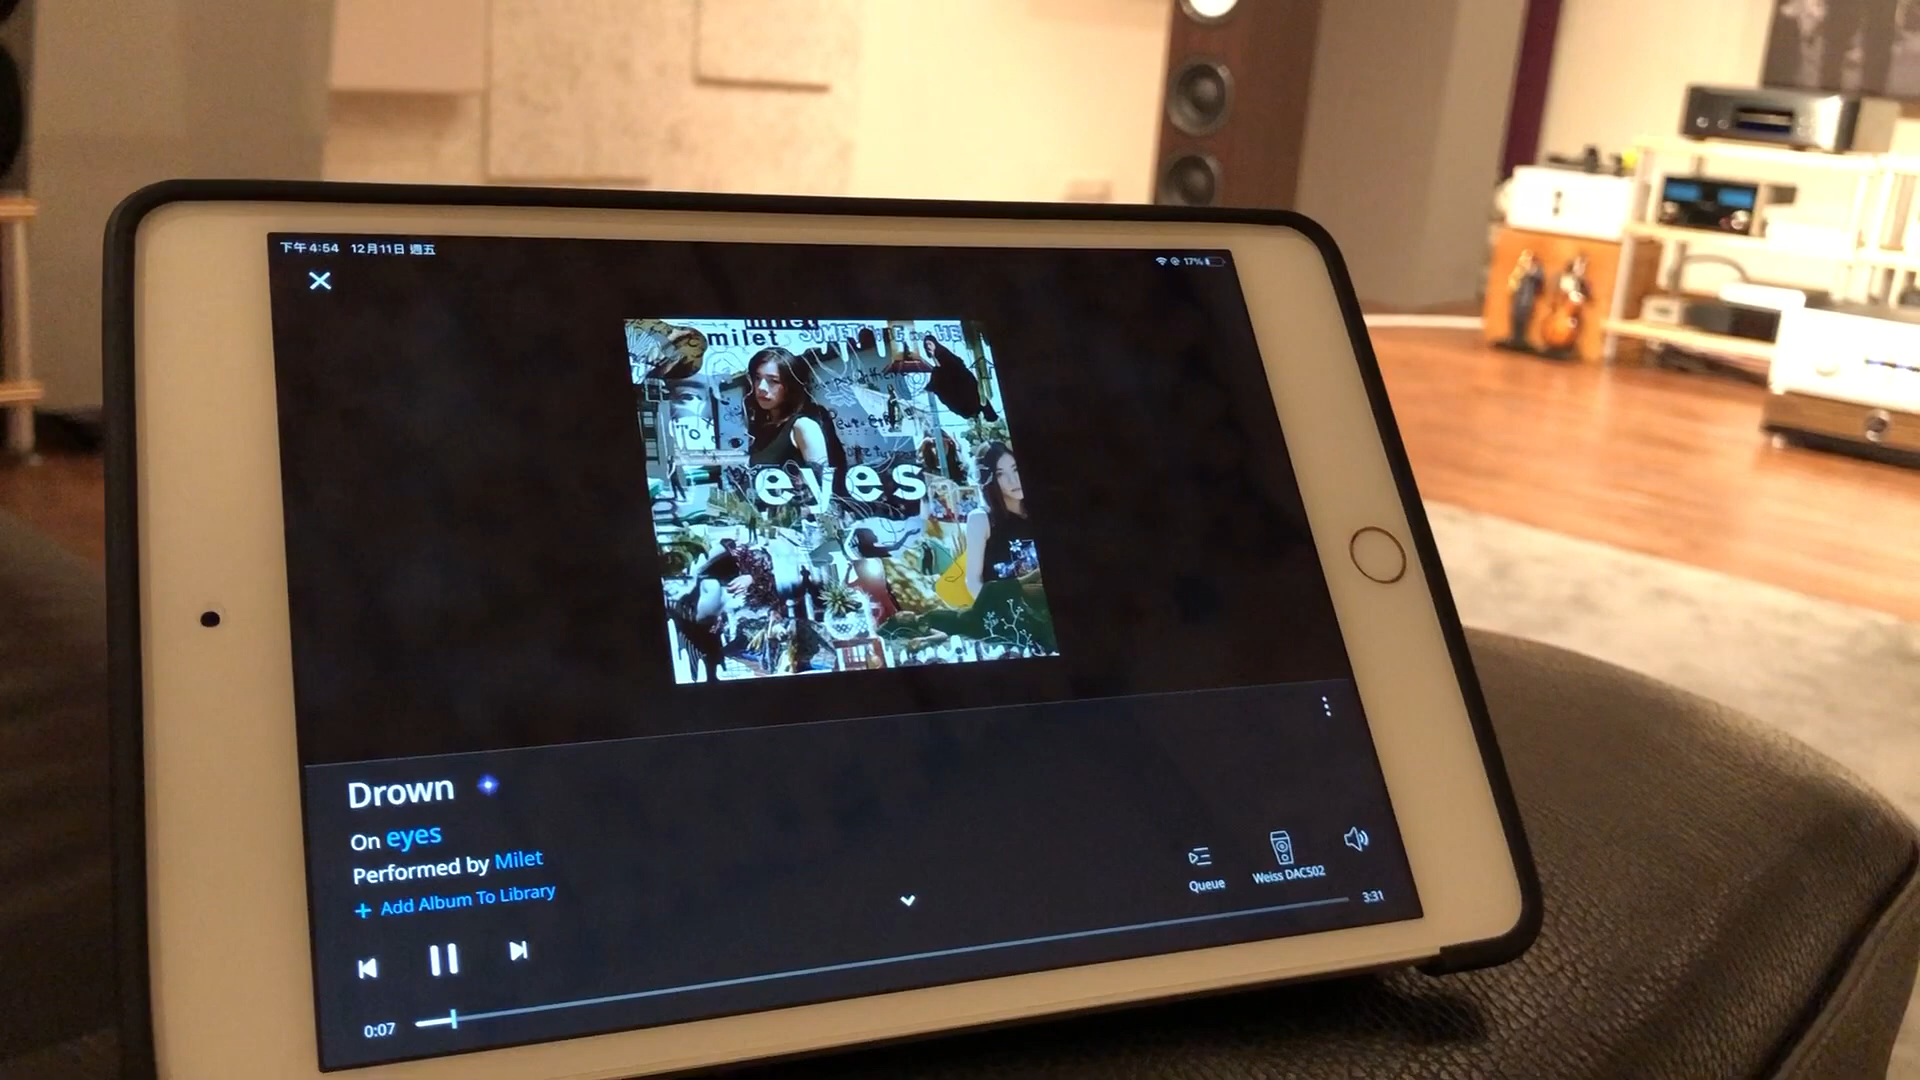 下午4:54 12月11日 週五
17%
milet
milet
eyes
Drown
On eyes
Performed by Milet
+ Add Album To Library
Queue
Weiss DAC502
0:07
3:31